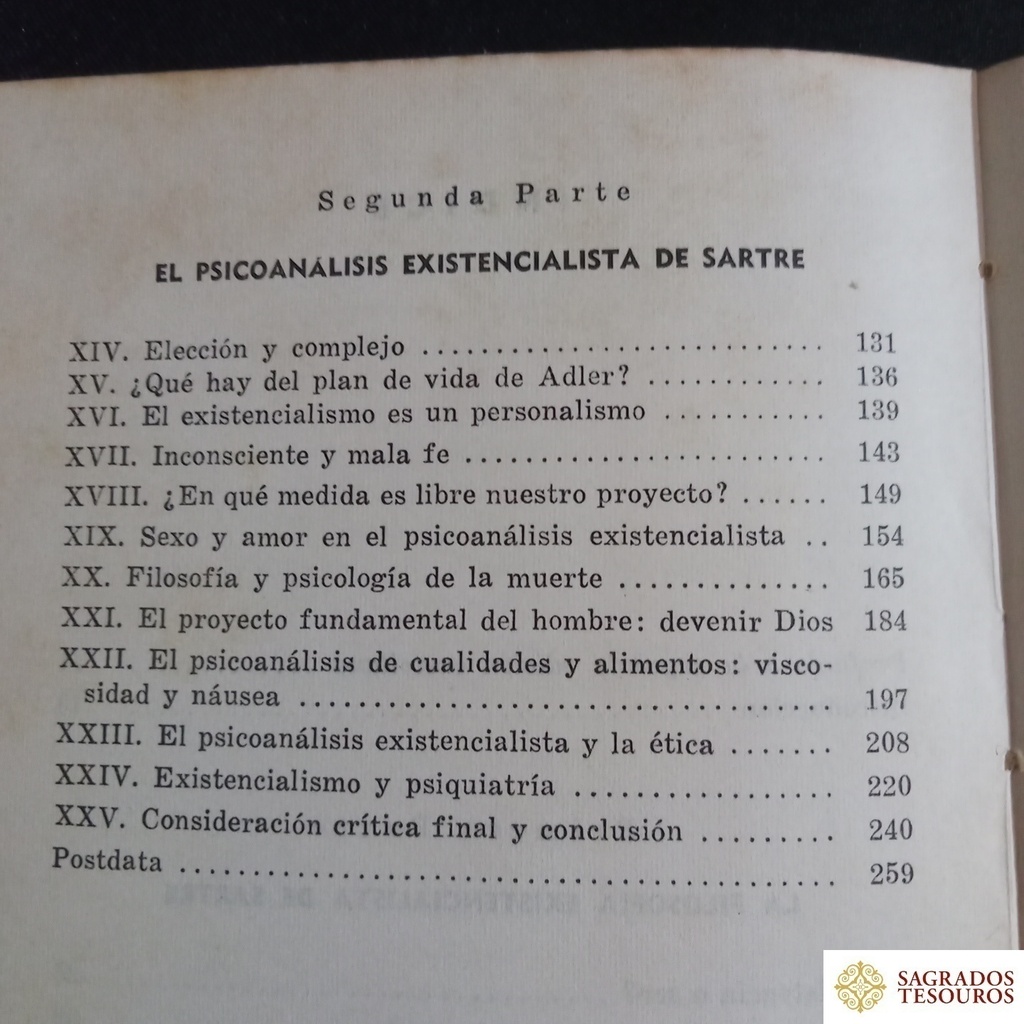 Segunda Parte
EL PSICOANÁLISIS EXISTENCIALISTA DE SARTRE
XIV. Elección y complejo ........................... 131
XV. ¿Qué hay del plan de vida de Adler? ............ 136
XVI. El existencialismo es un personalismo ........... 139
XVII. Inconsciente y mala fe ......................... 143
XVIII. ¿En qué medida es libre nuestro proyecto? ...... 149
XIX. Sexo y amor en el psicoanálisis existencialista .. 154
XX. Filosofía y psicología de la muerte .............. 165
XXI. El proyecto fundamental del hombre: devenir Dios 184
XXII. El psicoanálisis de cualidades y alimentos: visco-
sidad y náusea .................................... 197
XXIII. El psicoanálisis existencialista y la ética ....... 208
XXIV. Existencialismo y psiquiatría .................. 220
XXV. Consideración crítica final y conclusión ......... 240
Postdata ............................................. 259
LA FILOSOFÍA EXISTENCIALISTA DE SARTRE
SAGRADOS
TESOUROS